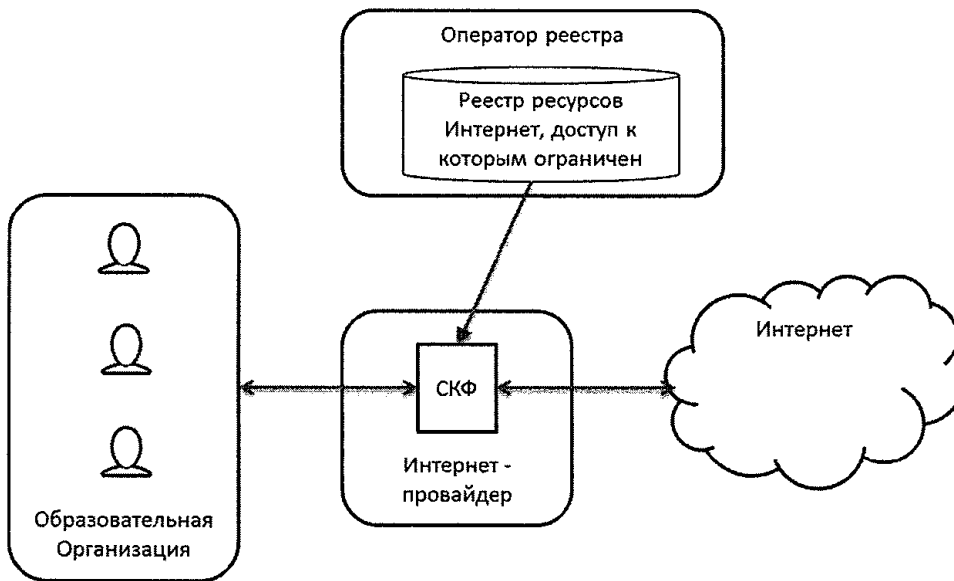 Оператор реестра
Реестр ресурсов
Интернет, доступ к
которым ограничен
Интернет
СКФ
Интернет -
провайдер
Образовательная
Организация